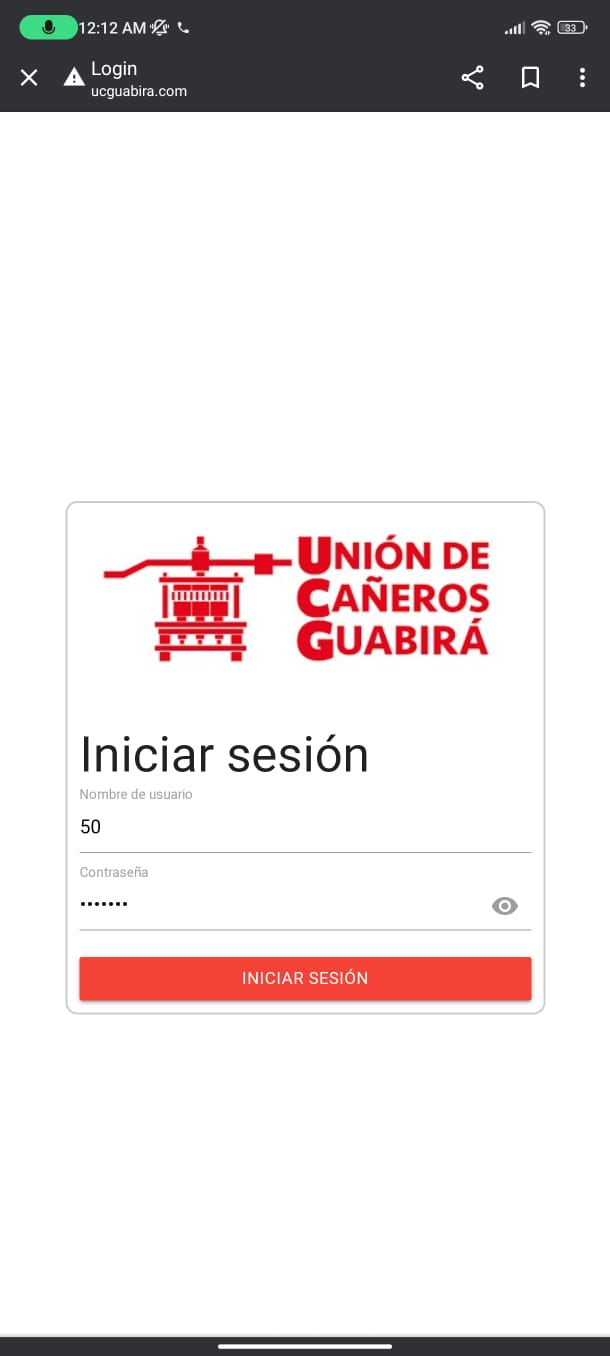 12:12 AM
33
Login
ucguabira.com
UNIÓN DE
CAÑEROS
GUABIRÁ
Iniciar sesión
Nombre de usuario
50
Contraseña
•••••••
INICIAR SESIÓN